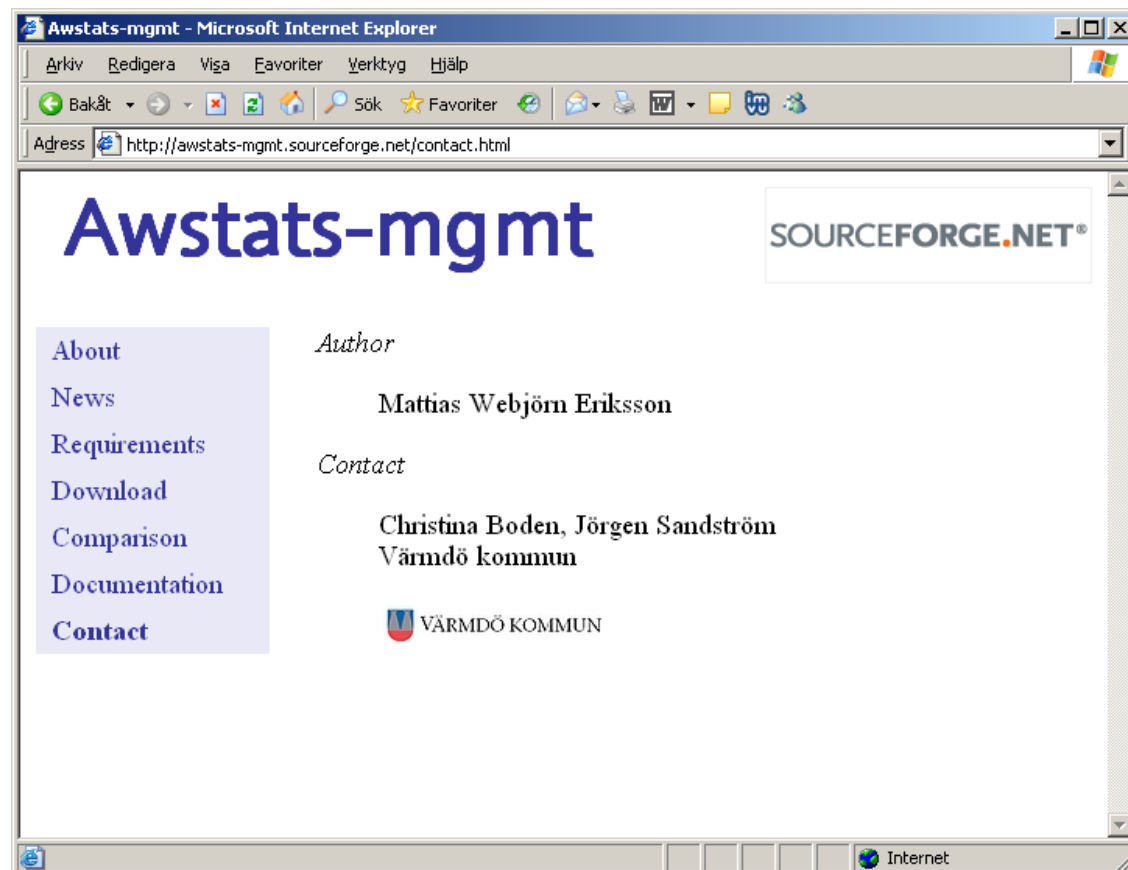 Awstats-mgmt - Microsoft Internet Explorer
Arkiv Redigera Visa Favoriter Verktyg Hjälp
Bakåt Sök Favoriter
Adress http://awstats-mgmt.sourceforge.net/contact.html
Awstats-mgmt
SOURCEFORGE.NET®
About
News
Requirements
Download
Comparison
Documentation
Contact
Author
Mattias Webjörn Eriksson
Contact
Christina Boden, Jörgen Sandström
Värmdö kommun
VÄRMDÖ KOMMUN
Internet